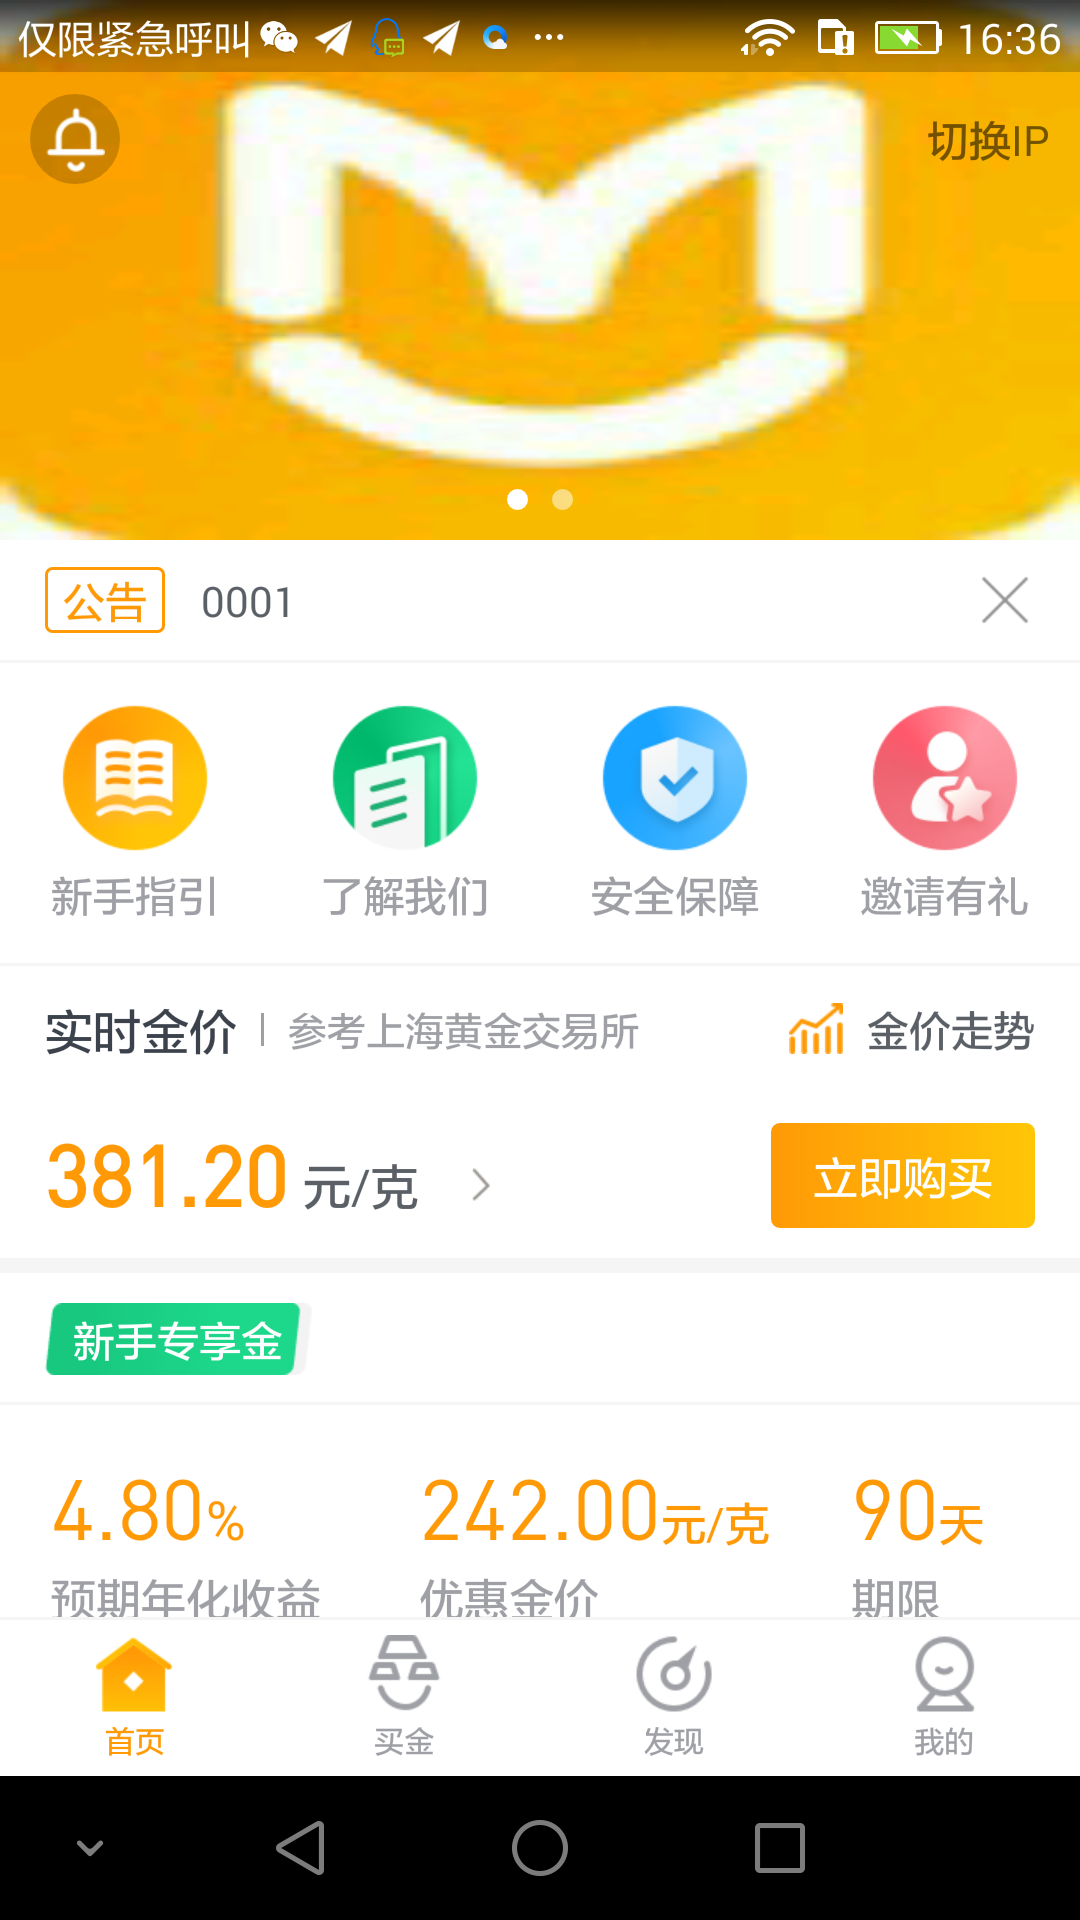 仅限紧急呼叫 ... 16:36
切换IP
公告 0001
新手指引 了解我们 安全保障 邀请有礼
实时金价 参考上海黄金交易所 金价走势
381.20 元/克 立即购买
新手专享金
4.80% 242.00元/克 90天
预期年化收益 优惠金价 期限
首页 买金 发现 我的